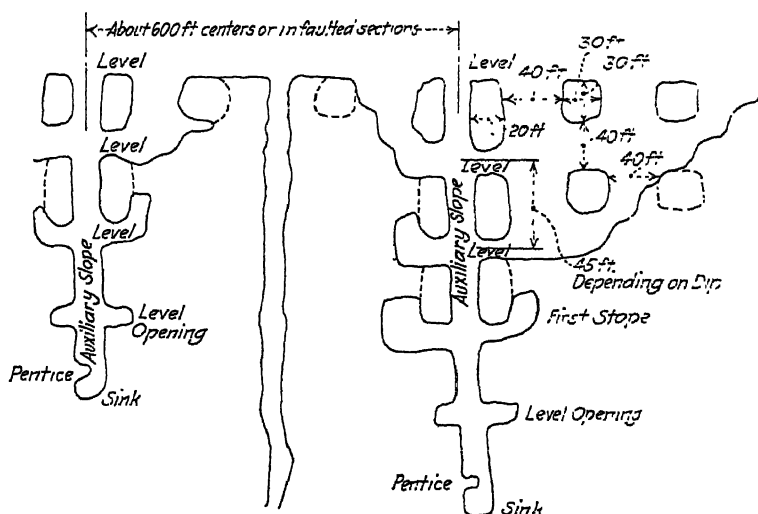 About 600 ft centers or in faulted sections
Level
Level
Level
Auxiliary Slope
Level
Opening
Pentice
Sink
Level
40 ft
30 ft
30 ft
20 ft
40 ft
40 ft
Level
Level
Auxiliary Slope
45 ft
Depending on Dip
First Stope
Level Opening
Pentice
Sink